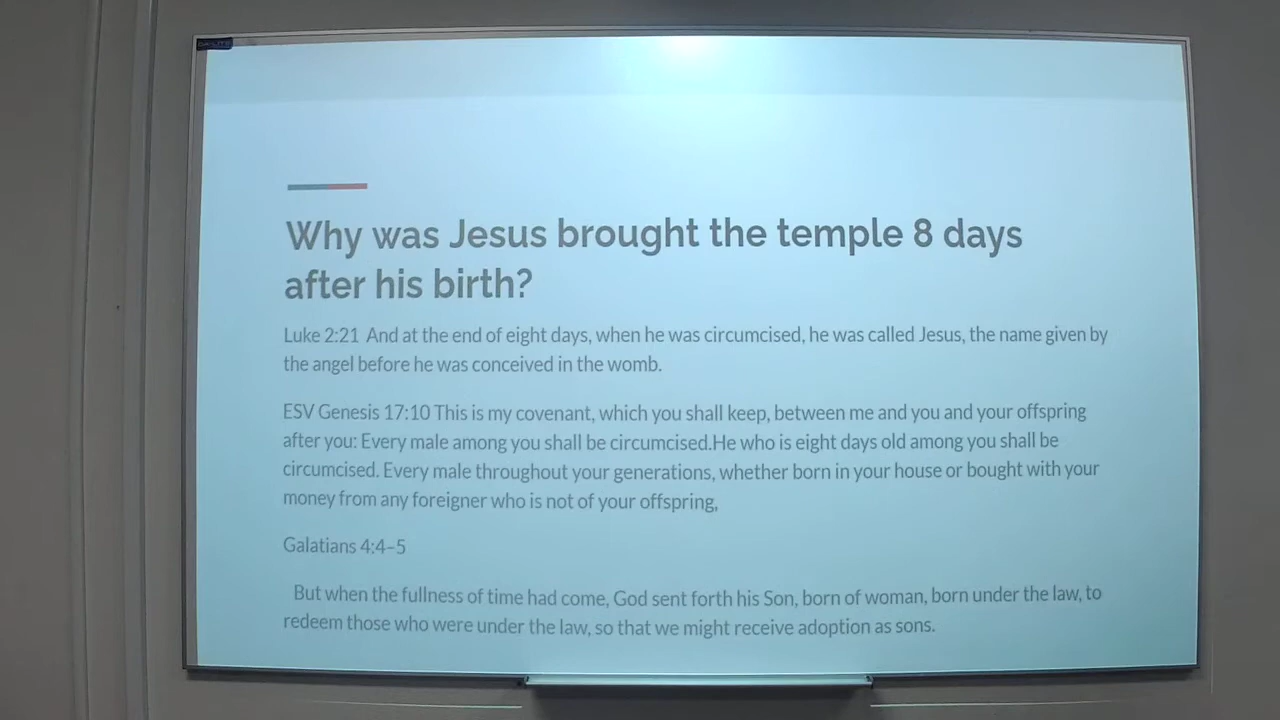 Why was Jesus brought the temple 8 days
after his birth?
Luke 2:21 And at the end of eight days, when he was circumcised, he was called Jesus, the name given by
the angel before he was conceived in the womb.
ESV Genesis 17:10 This is my covenant, which you shall keep, between me and you and your offspring
after you: Every male among you shall be circumcised.He who is eight days old among you shall be
circumcised. Every male throughout your generations, whether born in your house or bought with your
money from any foreigner who is not of your offspring,
Galatians 4:4–5
But when the fullness of time had come, God sent forth his Son, born of woman, born under the law, to
redeem those who were under the law, so that we might receive adoption as sons.